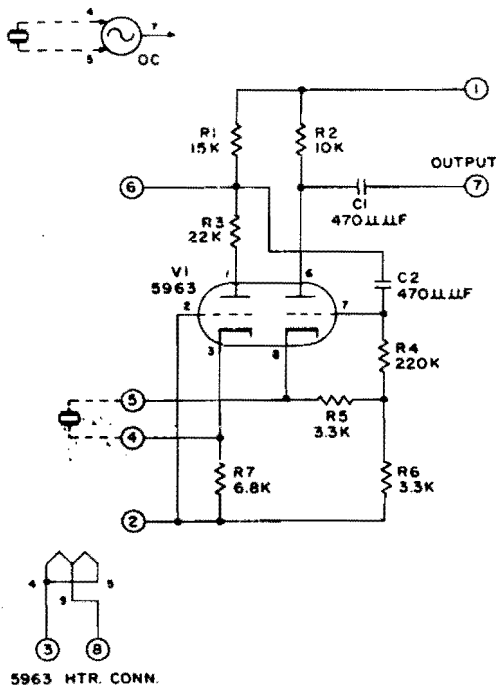 4
7
5
OC
1
R1
15K
R2
10K
OUTPUT
6
7
C1
470µµF
R3
22K
V1
5963
1
6
C2
470µµF
2
7
3
8
R4
220K
5
R5
3.3K
4
R7
6.8K
R6
3.3K
2
4
5
9
3
8
5963 HTR. CONN.